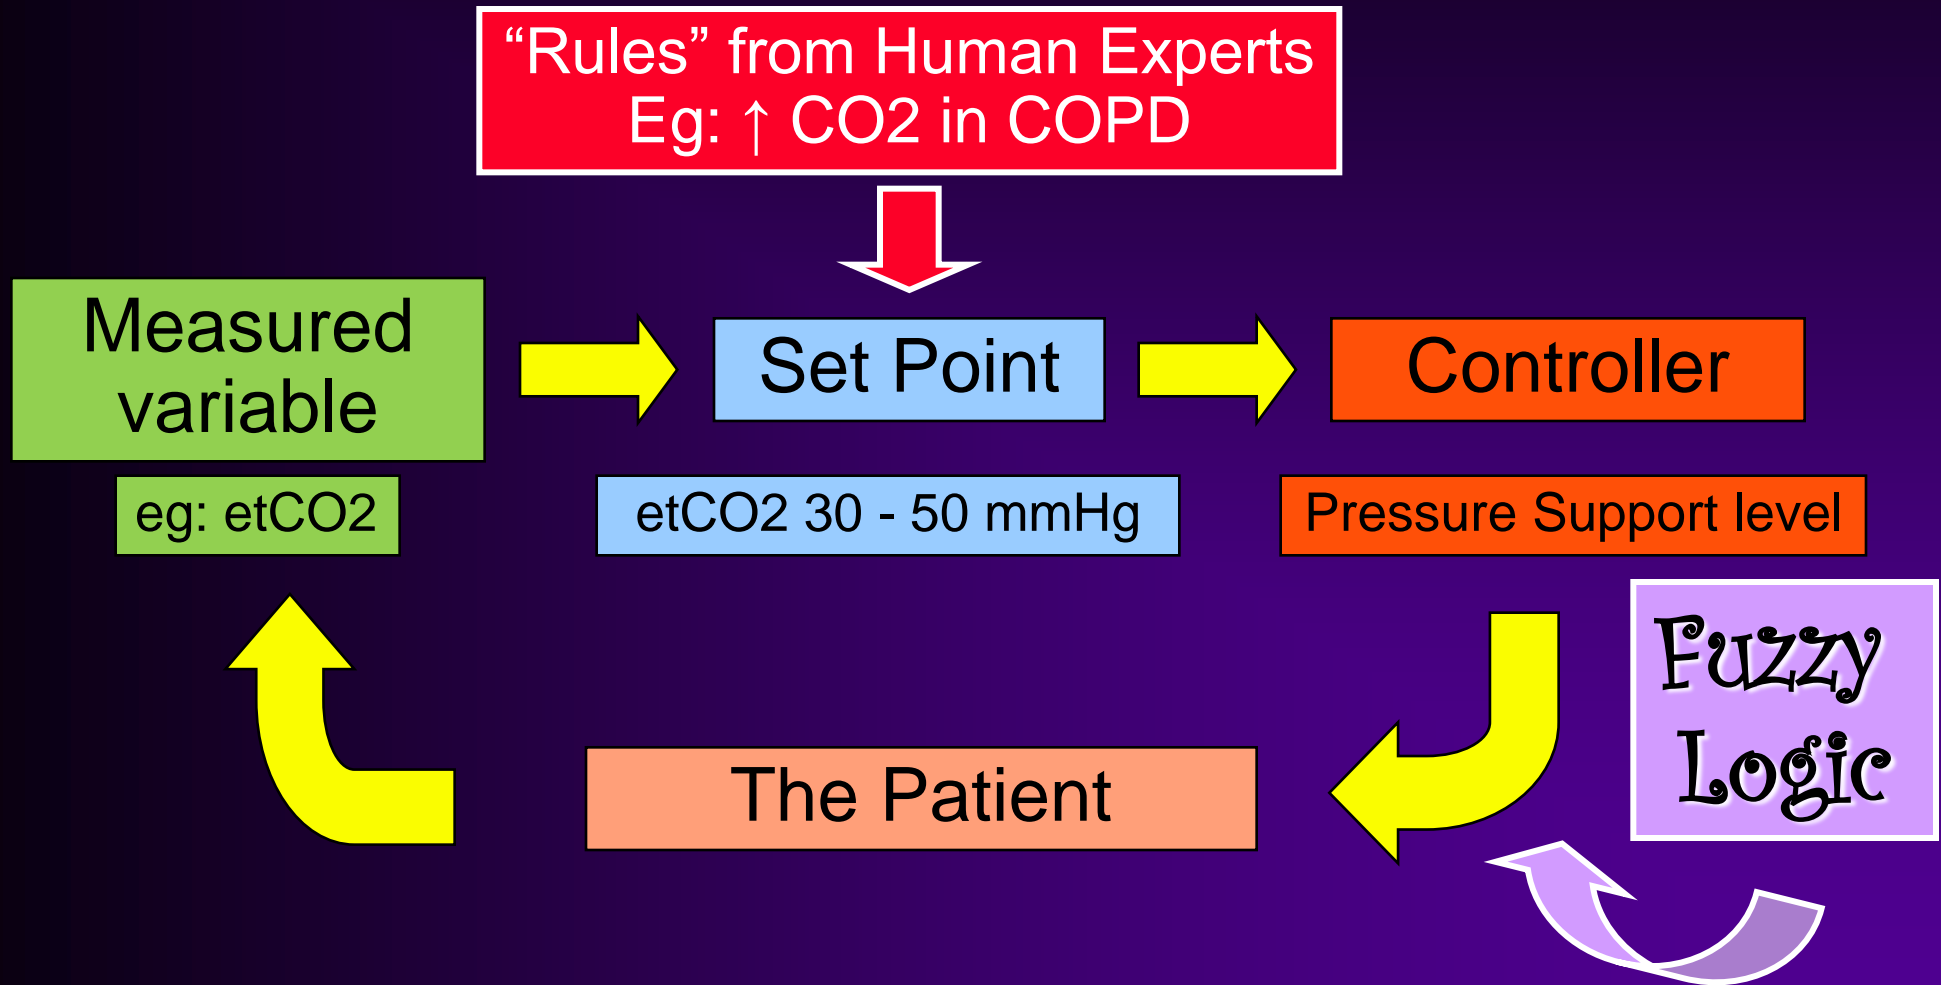 “Rules” from Human Experts
Eg: ↑ CO2 in COPD
Measured
variable
Set Point
Controller
eg: etCO2
etCO2 30 - 50 mmHg
Pressure Support level
Fuzzy
Logic
The Patient